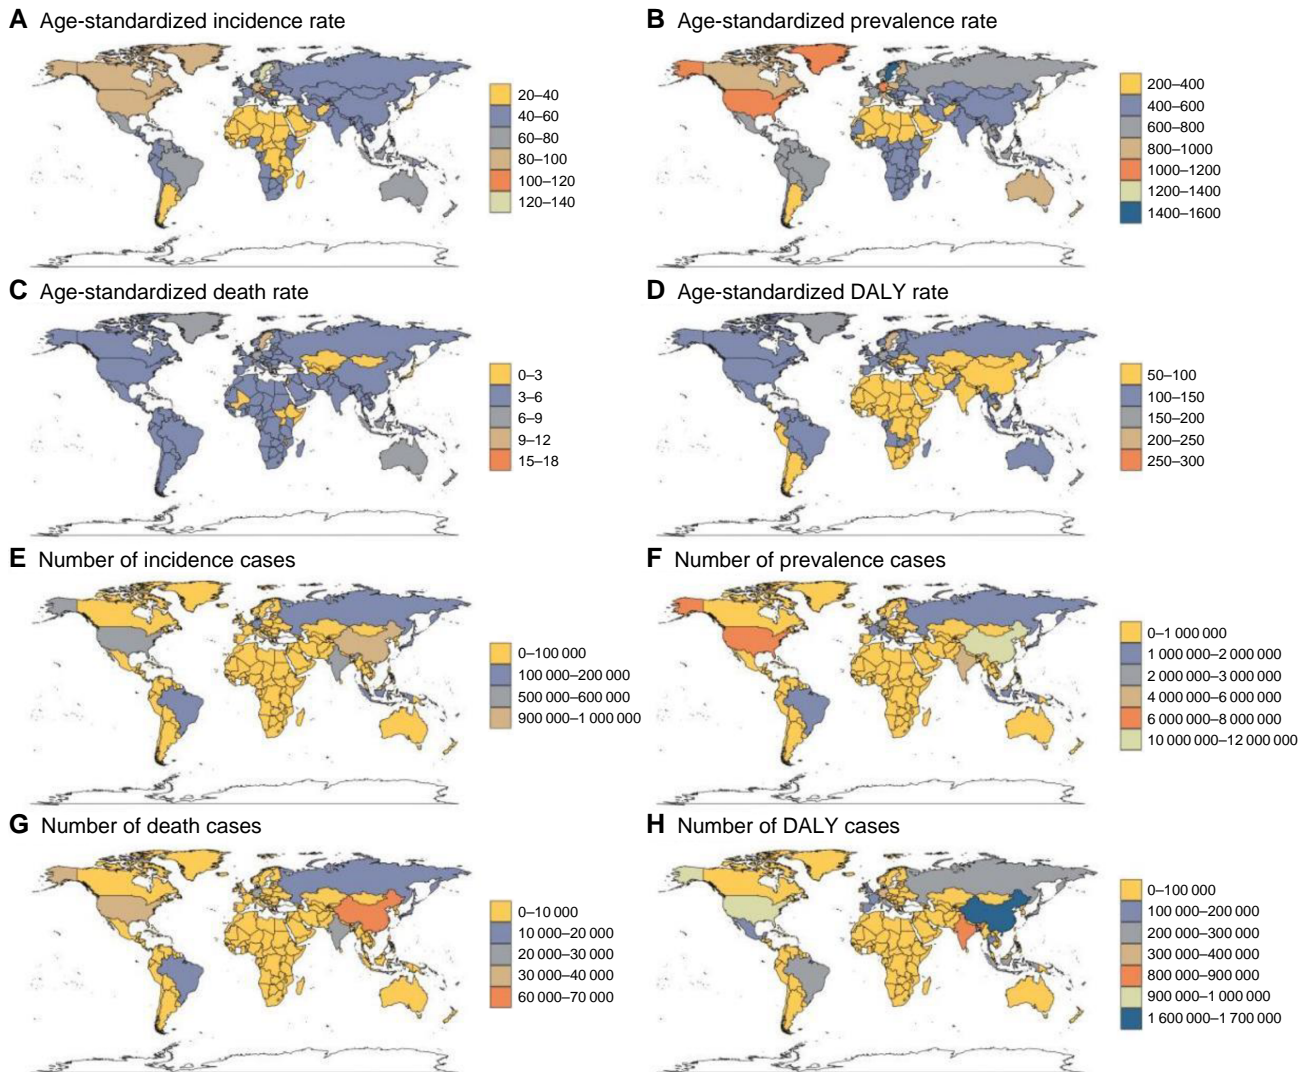 A Age-standardized incidence rate
20–40
40–60
60–80
80–100
100–120
120–140
B Age-standardized prevalence rate
200–400
400–600
600–800
800–1000
1000–1200
1200–1400
1400–1600
C Age-standardized death rate
0–3
3–6
6–9
9–12
15–18
D Age-standardized DALY rate
50–100
100–150
150–200
200–250
250–300
E Number of incidence cases
0–100 000
100 000–200 000
500 000–600 000
900 000–1 000 000
F Number of prevalence cases
0–1 000 000
1 000 000–2 000 000
2 000 000–3 000 000
4 000 000–6 000 000
6 000 000–8 000 000
10 000 000–12 000 000
G Number of death cases
0–10 000
10 000–20 000
20 000–30 000
30 000–40 000
60 000–70 000
H Number of DALY cases
0–100 000
100 000–200 000
200 000–300 000
300 000–400 000
800 000–900 000
900 000–1 000 000
1 600 000–1 700 000